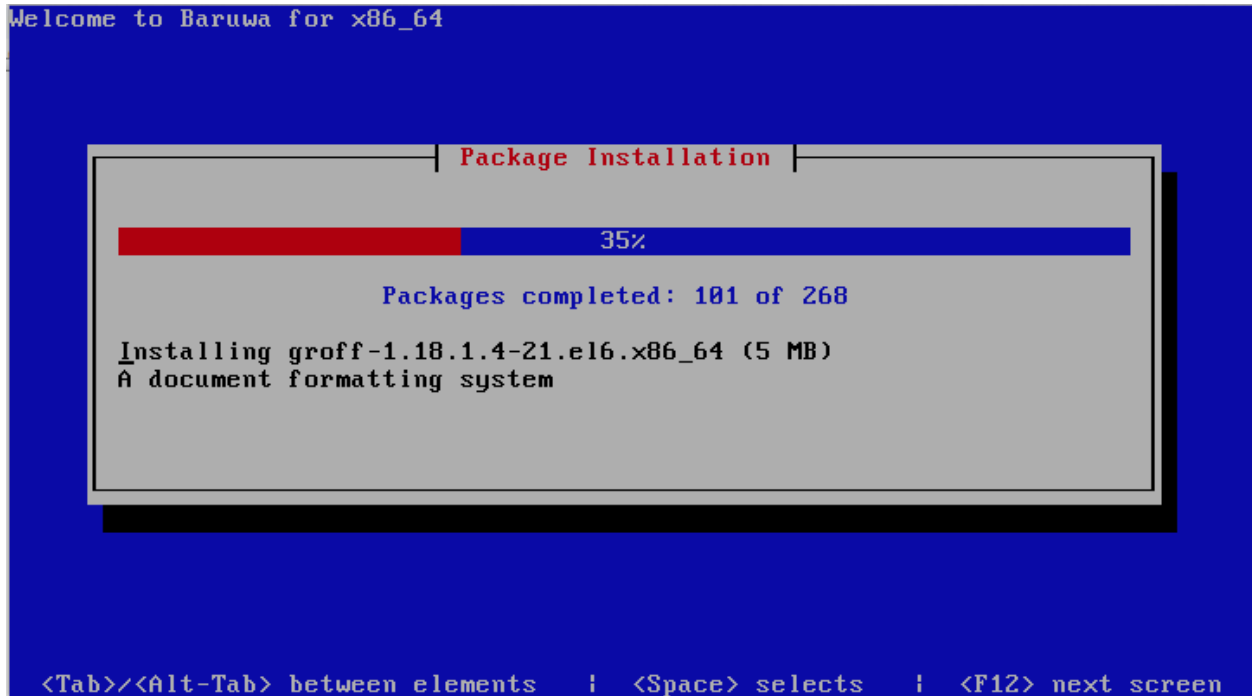 Welcome to Baruwa for x86_64
Package Installation
35%
Packages completed: 101 of 268
Installing groff-1.18.1.4-21.el6.x86_64 (5 MB)
A document formatting system
<Tab>/<Alt-Tab> between elements | <Space> selects | <F12> next screen